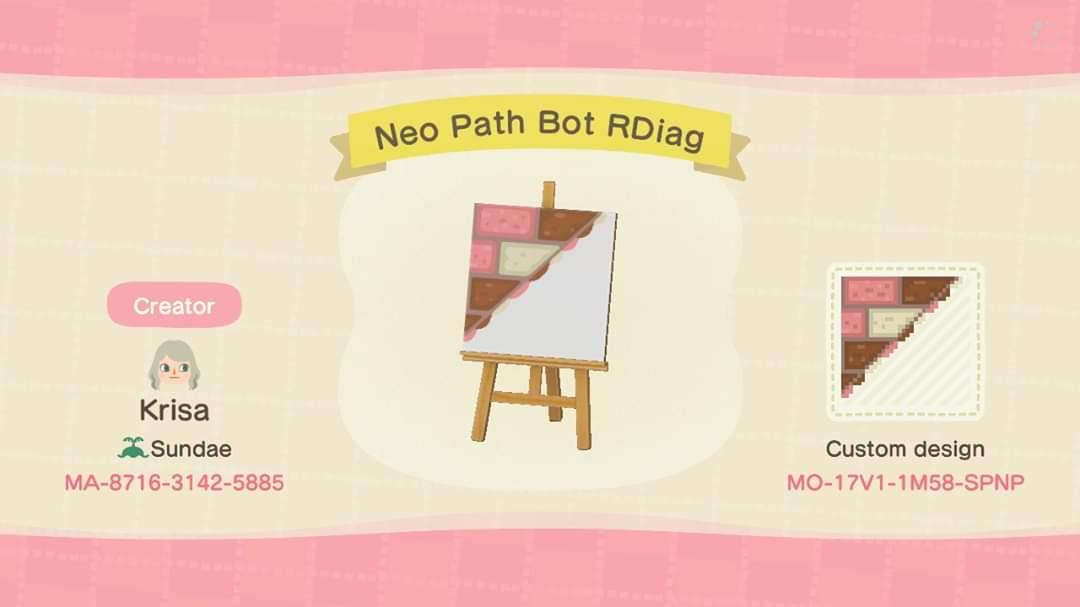 Neo Path Bot RDiag
Creator
Krisa
Sundae
MA-8716-3142-5885
Custom design
MO-17V1-1M58-SPNP